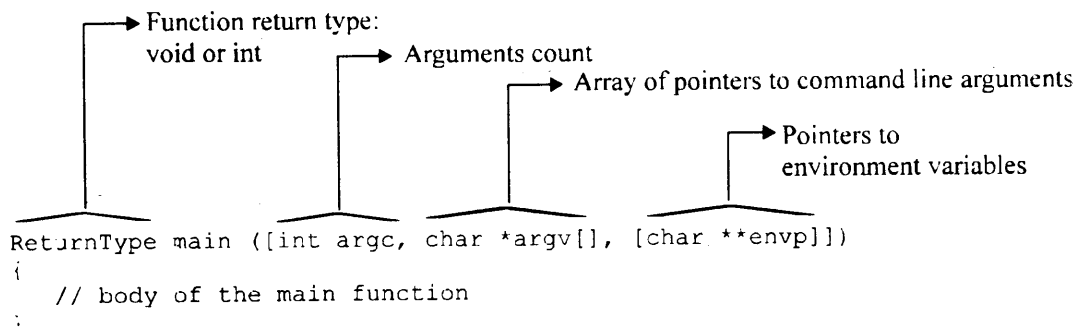 Function return type:
void or int
Arguments count
Array of pointers to command line arguments
Pointers to
environment variables
ReturnType main ([int argc, char *argv[], [char **envp]])
{
// body of the main function